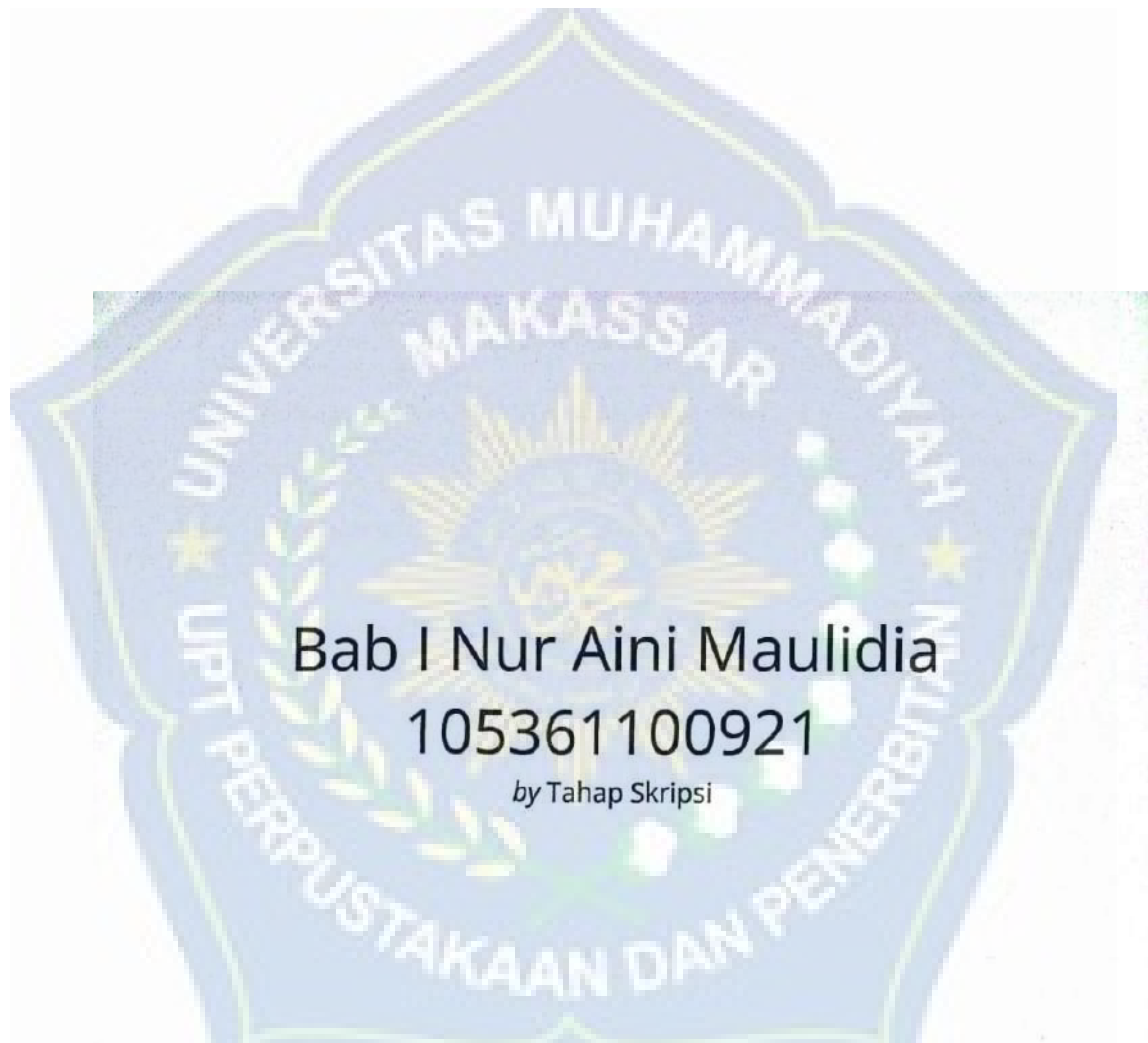 UNIVERSITAS MUHAMMADIYAH
MAKASSAR
Bab I Nur Aini Maulidia
105361100921
by Tahap Skripsi
UPT PERPUSTAKAAN DAN PENERBITAN